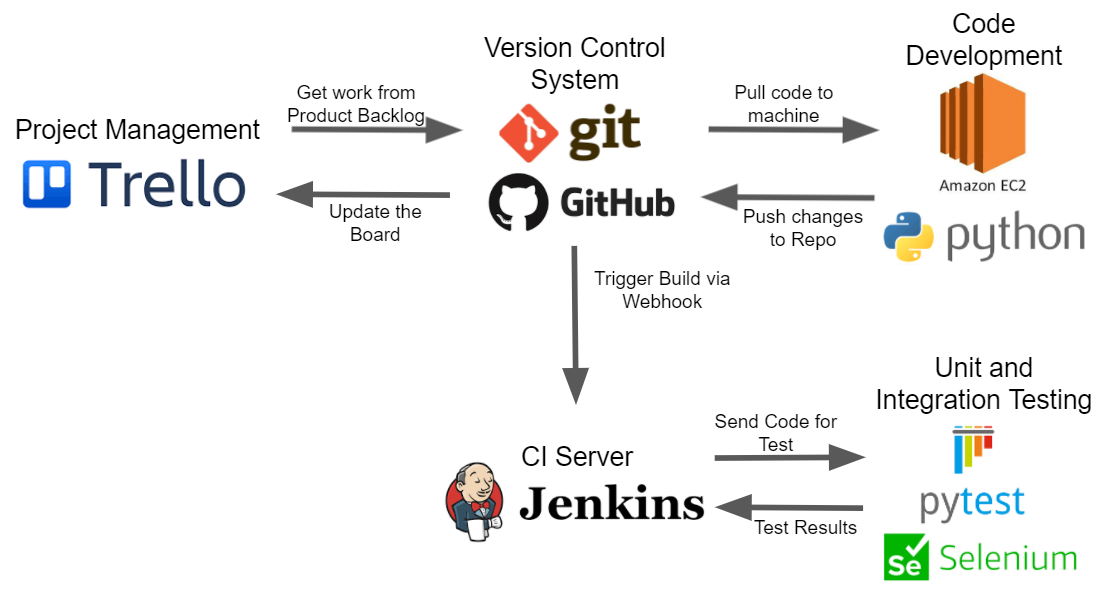 Project Management
Trello
Get work from
Product Backlog
Update the
Board
Version Control
System
git
GitHub
Pull code to
machine
Push changes
to Repo
Code
Development
Amazon EC2
python
Trigger Build via
Webhook
CI Server
Jenkins
Send Code for
Test
Test Results
Unit and
Integration Testing
pytest
Se
Selenium